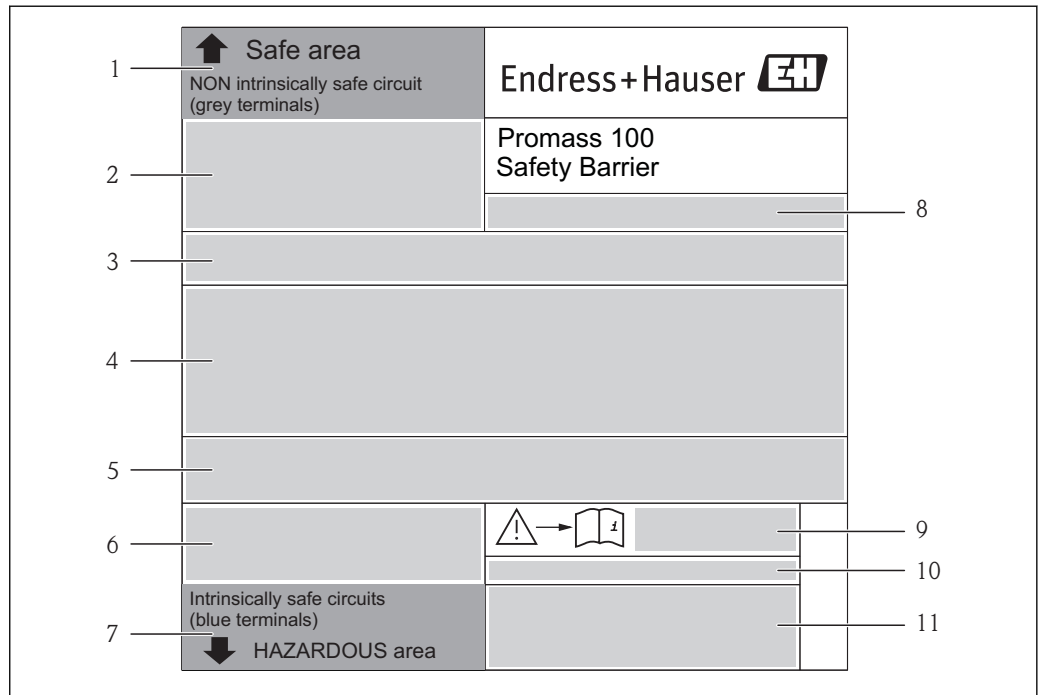 Safe area
NON intrinsically safe circuit
(grey terminals)
Endress+Hauser EH
Promass 100
Safety Barrier
1
2
3
4
5
6
7
8
9
10
11
i
Intrinsically safe circuits
(blue terminals)
HAZARDOUS area